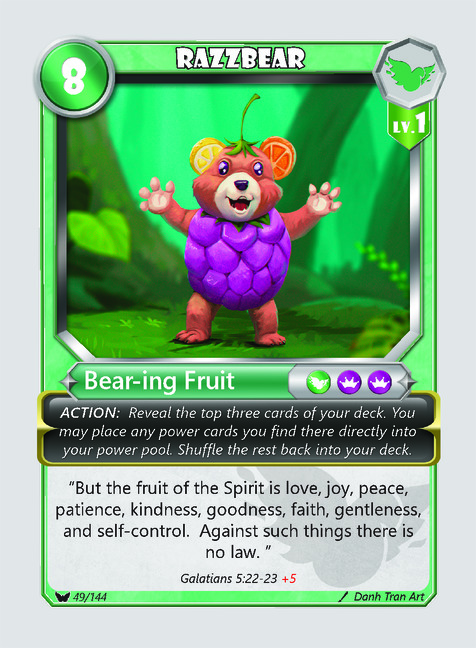 8
RAZZBEAR
LV.1
Bear-ing Fruit
ACTION: Reveal the top three cards of your deck. You
may place any power cards you find there directly into
your power pool. Shuffle the rest back into your deck.
"But the fruit of the Spirit is love, joy, peace,
patience, kindness, goodness, faith, gentleness,
and self-control. Against such things there is
no law. "
Galatians 5:22-23 +5
49/144
Danh Tran Art